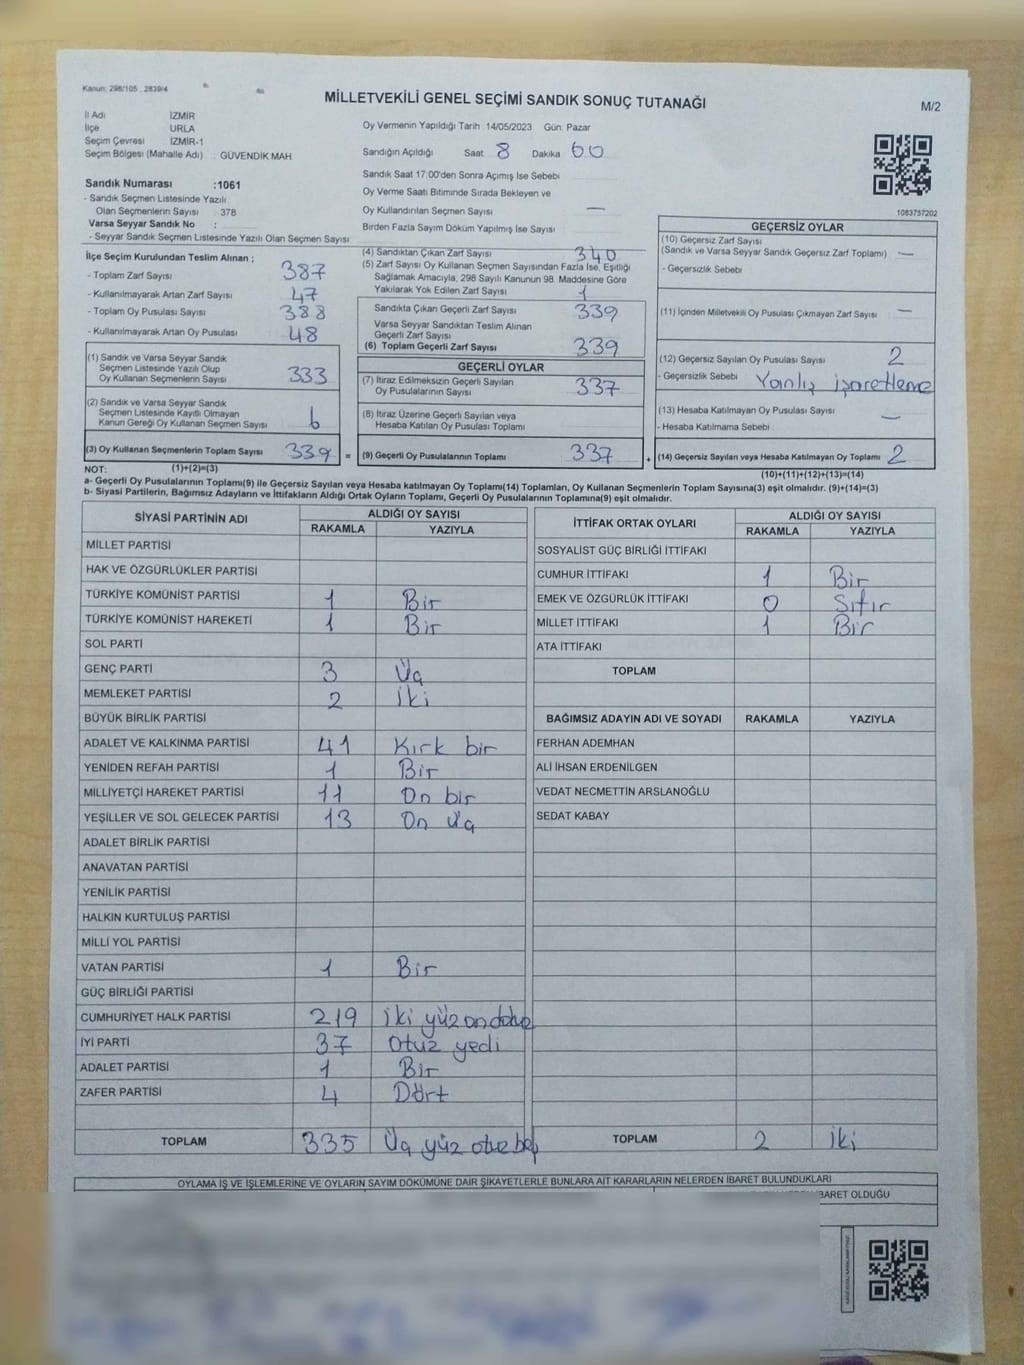 Kanun: 298/105 , 2839/4
MİLLETVEKİLİ GENEL SEÇİMİ SANDIK SONUÇ TUTANAĞI
M/2
İl Adı İZMİR
İlçe URLA
Seçim Çevresi İZMİR-1
Seçim Bölgesi (Mahalle Adı) : GÜVENDİK MAH
Sandık Numarası :1061
- Sandık Seçmen Listesinde Yazılı
Olan Seçmenlerin Sayısı : 378
Varsa Seyyar Sandık No :
- Seyyar Sandık Seçmen Listesinde Yazılı Olan Seçmen Sayısı
Oy Vermenin Yapıldığı Tarih 14/05/2023 Gün: Pazar
Sandığın Açıldığı Saat 8 Dakika 00
Sandık Saat 17:00'den Sonra Açımış İse Sebebi
Oy Verme Saati Bitiminde Sırada Bekleyen ve
Oy Kullandırılan Seçmen Sayısı —
Birden Fazla Sayım Döküm Yapılmış İse Sayısı
1083757202
İlçe Seçim Kurulundan Teslim Alınan ;
- Toplam Zarf Sayısı 387
- Kullanılmayarak Artan Zarf Sayısı 47
- Toplam Oy Pusulası Sayısı 388
- Kullanılmayarak Artan Oy Pusulası 48
(1) Sandık ve Varsa Seyyar Sandık
Seçmen Listesinde Yazılı Olup
Oy Kullanan Seçmenlerin Sayısı 333
(2) Sandık ve Varsa Seyyar Sandık
Seçmen Listesinde Kayıtlı Olmayan
Kanun Gereği Oy Kullanan Seçmen Sayısı 6
(3) Oy Kullanan Seçmenlerin Toplam Sayısı 339 =
(4) Sandıktan Çıkan Zarf Sayısı 340
(5) Zarf Sayısı Oy Kullanan Seçmen Sayısından Fazla İse, Eşitliği
Sağlamak Amacıyla, 298 Sayılı Kanunun 98. Maddesine Göre
Yakılarak Yok Edilen Zarf Sayısı 1
Sandıkta Çıkan Geçerli Zarf Sayısı 339
Varsa Seyyar Sandıktan Teslim Alınan
Geçerli Zarf Sayısı
(6) Toplam Geçerli Zarf Sayısı 339
GEÇERLİ OYLAR
(7) İtiraz Edilmeksizin Geçerli Sayılan
Oy Pusulalarının Sayısı 337
(8) İtiraz Üzerine Geçerli Sayılan veya
Hesaba Katılan Oy Pusulası Toplamı
(9) Geçerli Oy Pusulalarının Toplamı 337 +
GEÇERSİZ OYLAR
(10) Geçersiz Zarf Sayısı
(Sandık ve Varsa Seyyar Sandık Geçersiz Zarf Toplamı) —
- Geçersizlik Sebebi
(11) İçinden Milletvekili Oy Pusulası Çıkmayan Zarf Sayısı —
(12) Geçersiz Sayılan Oy Pusulası Sayısı 2
- Geçersizlik Sebebi Yanlış işaretleme
(13) Hesaba Katılmayan Oy Pusulası Sayısı —
- Hesaba Katılmama Sebebi
(14) Geçersiz Sayılan veya Hesaba Katılmayan Oy Toplamı 2
NOT: (1)+(2)=(3)
(10)+(11)+(12)+(13)=(14)
a- Geçerli Oy Pusulalarının Toplamı(9) ile Geçersiz Sayılan veya Hesaba Katılmayan Oy Toplamı(14) Toplamları, Oy Kullanan Seçmenlerin Toplam Sayısına(3) eşit olmalıdır. (9)+(14)=(3)
b- Siyasi Partilerin, Bağımsız Adayların ve İttifakların Aldığı Ortak Oyların Toplamı, Geçerli Oy Pusulalarının Toplamına(9) eşit olmalıdır.
SİYASİ PARTİNİN ADI ALDIĞI OY SAYISI
RAKAMLA YAZIYLA
MİLLET PARTİSİ
HAK VE ÖZGÜRLÜKLER PARTİSİ
TÜRKİYE KOMÜNİST PARTİSİ 1 Bir
TÜRKİYE KOMÜNİST HAREKETİ 1 Bir
SOL PARTİ
GENÇ PARTİ 3 Üç
MEMLEKET PARTİSİ 2 İki
BÜYÜK BİRLİK PARTİSİ
ADALET VE KALKINMA PARTİSİ 41 Kırk bir
YENİDEN REFAH PARTİSİ 1 Bir
MİLLİYETÇİ HAREKET PARTİSİ 11 On bir
YEŞİLLER VE SOL GELECEK PARTİSİ 13 On üç
ADALET BİRLİK PARTİSİ
ANAVATAN PARTİSİ
YENİLİK PARTİSİ
HALKIN KURTULUŞ PARTİSİ
MİLLİ YOL PARTİSİ
VATAN PARTİSİ 1 Bir
GÜÇ BİRLİĞİ PARTİSİ
CUMHURİYET HALK PARTİSİ 219 İki yüz ondokuz
İYİ PARTİ 37 Otuz yedi
ADALET PARTİSİ 1 Bir
ZAFER PARTİSİ 4 Dört
TOPLAM 335 Üç yüz otuz beş
İTTİFAK ORTAK OYLARI ALDIĞI OY SAYISI
RAKAMLA YAZIYLA
SOSYALİST GÜÇ BİRLİĞİ İTTİFAKI
CUMHUR İTTİFAKI 1 Bir
EMEK VE ÖZGÜRLÜK İTTİFAKI 0 Sıfır
MİLLET İTTİFAKI 1 Bir
ATA İTTİFAKI
TOPLAM
BAĞIMSIZ ADAYIN ADI VE SOYADI RAKAMLA YAZIYLA
FERHAN ADEMHAN
ALİ İHSAN ERDENİLGEN
VEDAT NECMETTİN ARSLANOĞLU
SEDAT KABAY
TOPLAM 2 İki
OYLAMA İŞ VE İŞLEMLERİNE VE OYLARIN SAYIM DÖKÜMÜNE DAİR ŞİKAYETLERLE BUNLARA AİT KARARLARIN NELERDEN İBARET BULUNDUKLARI
İBARET OLDUĞU